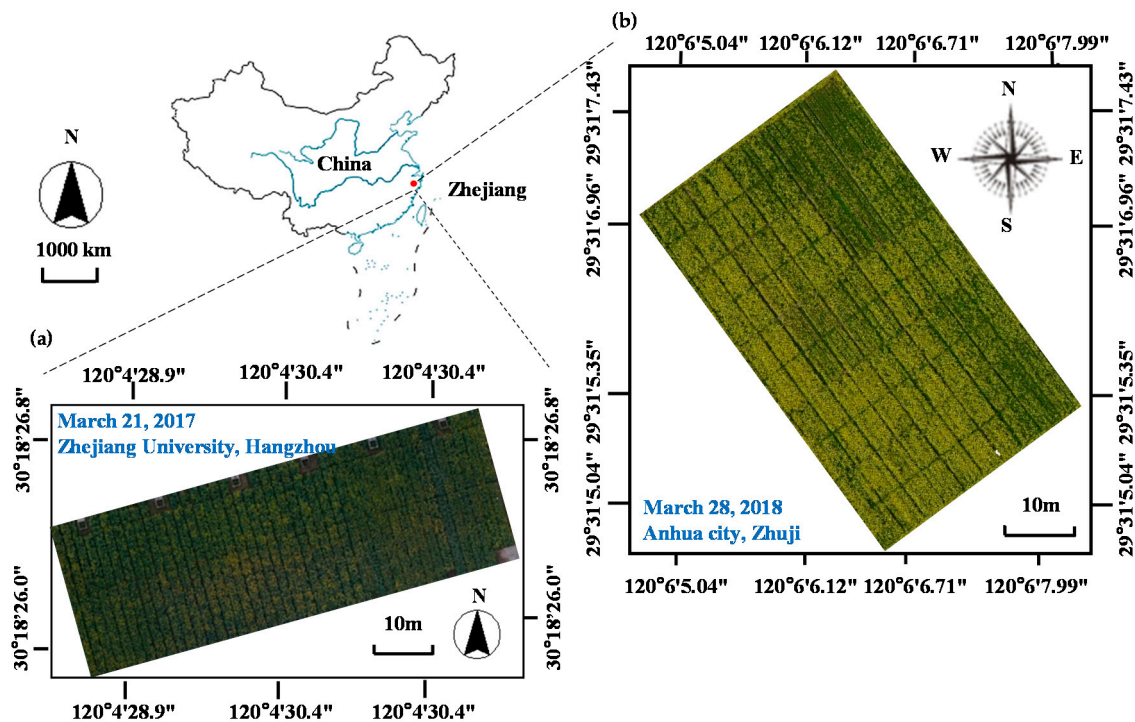 (b)
120°6'5.04" 120°6'6.12" 120°6'6.71" 120°6'7.99"
29°31'7.43"
29°31'6.96"
29°31'5.35"
29°31'5.04"
N
W E
S
29°31'7.43"
29°31'6.96"
29°31'5.35"
29°31'5.04"
March 28, 2018
Anhua city, Zhuji
10m
120°6'5.04" 120°6'6.12" 120°6'6.71" 120°6'7.99"
N
1000 km
China
Zhejiang
(a)
120°4'28.9" 120°4'30.4" 120°4'30.4"
30°18'26.8"
30°18'26.0"
March 21, 2017
Zhejiang University, Hangzhou
30°18'26.8"
30°18'26.0"
10m
N
120°4'28.9" 120°4'30.4" 120°4'30.4"